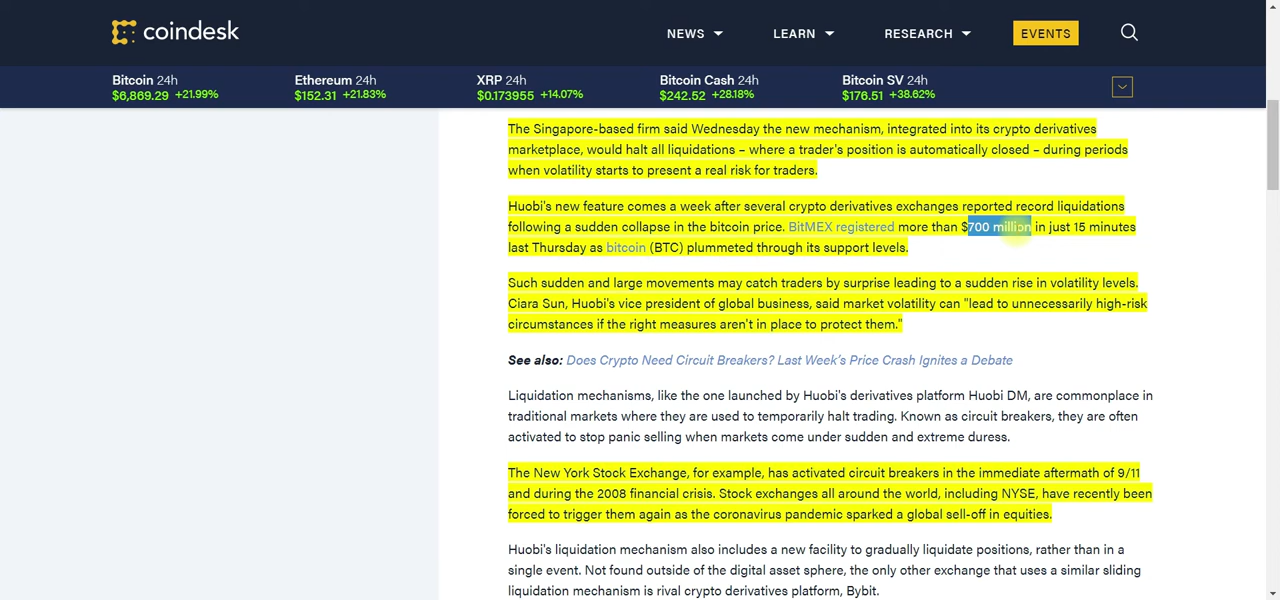 coindesk
NEWS LEARN RESEARCH EVENTS
Bitcoin 24h Ethereum 24h XRP 24h Bitcoin Cash 24h Bitcoin SV 24h
$6,869.29 +21.99% $152.31 +21.83% $0.173955 +14.07% $242.52 +28.18% $176.51 +38.62%
The Singapore-based firm said Wednesday the new mechanism, integrated into its crypto derivatives
marketplace, would halt all liquidations – where a trader's position is automatically closed – during periods
when volatility starts to present a real risk for traders.
Huobi's new feature comes a week after several crypto derivatives exchanges reported record liquidations
following a sudden collapse in the bitcoin price. BitMEX registered more than $700 million in just 15 minutes
last Thursday as bitcoin (BTC) plummeted through its support levels.
Such sudden and large movements may catch traders by surprise leading to a sudden rise in volatility levels.
Ciara Sun, Huobi's vice president of global business, said market volatility can "lead to unnecessarily high-risk
circumstances if the right measures aren't in place to protect them."
See also: Does Crypto Need Circuit Breakers? Last Week's Price Crash Ignites a Debate
Liquidation mechanisms, like the one launched by Huobi's derivatives platform Huobi DM, are commonplace in
traditional markets where they are used to temporarily halt trading. Known as circuit breakers, they are often
activated to stop panic selling when markets come under sudden and extreme duress.
The New York Stock Exchange, for example, has activated circuit breakers in the immediate aftermath of 9/11
and during the 2008 financial crisis. Stock exchanges all around the world, including NYSE, have recently been
forced to trigger them again as the coronavirus pandemic sparked a global sell-off in equities.
Huobi's liquidation mechanism also includes a new facility to gradually liquidate positions, rather than in a
single event. Not found outside of the digital asset sphere, the only other exchange that uses a similar sliding
liquidation mechanism is rival crypto derivatives platform, Bybit.